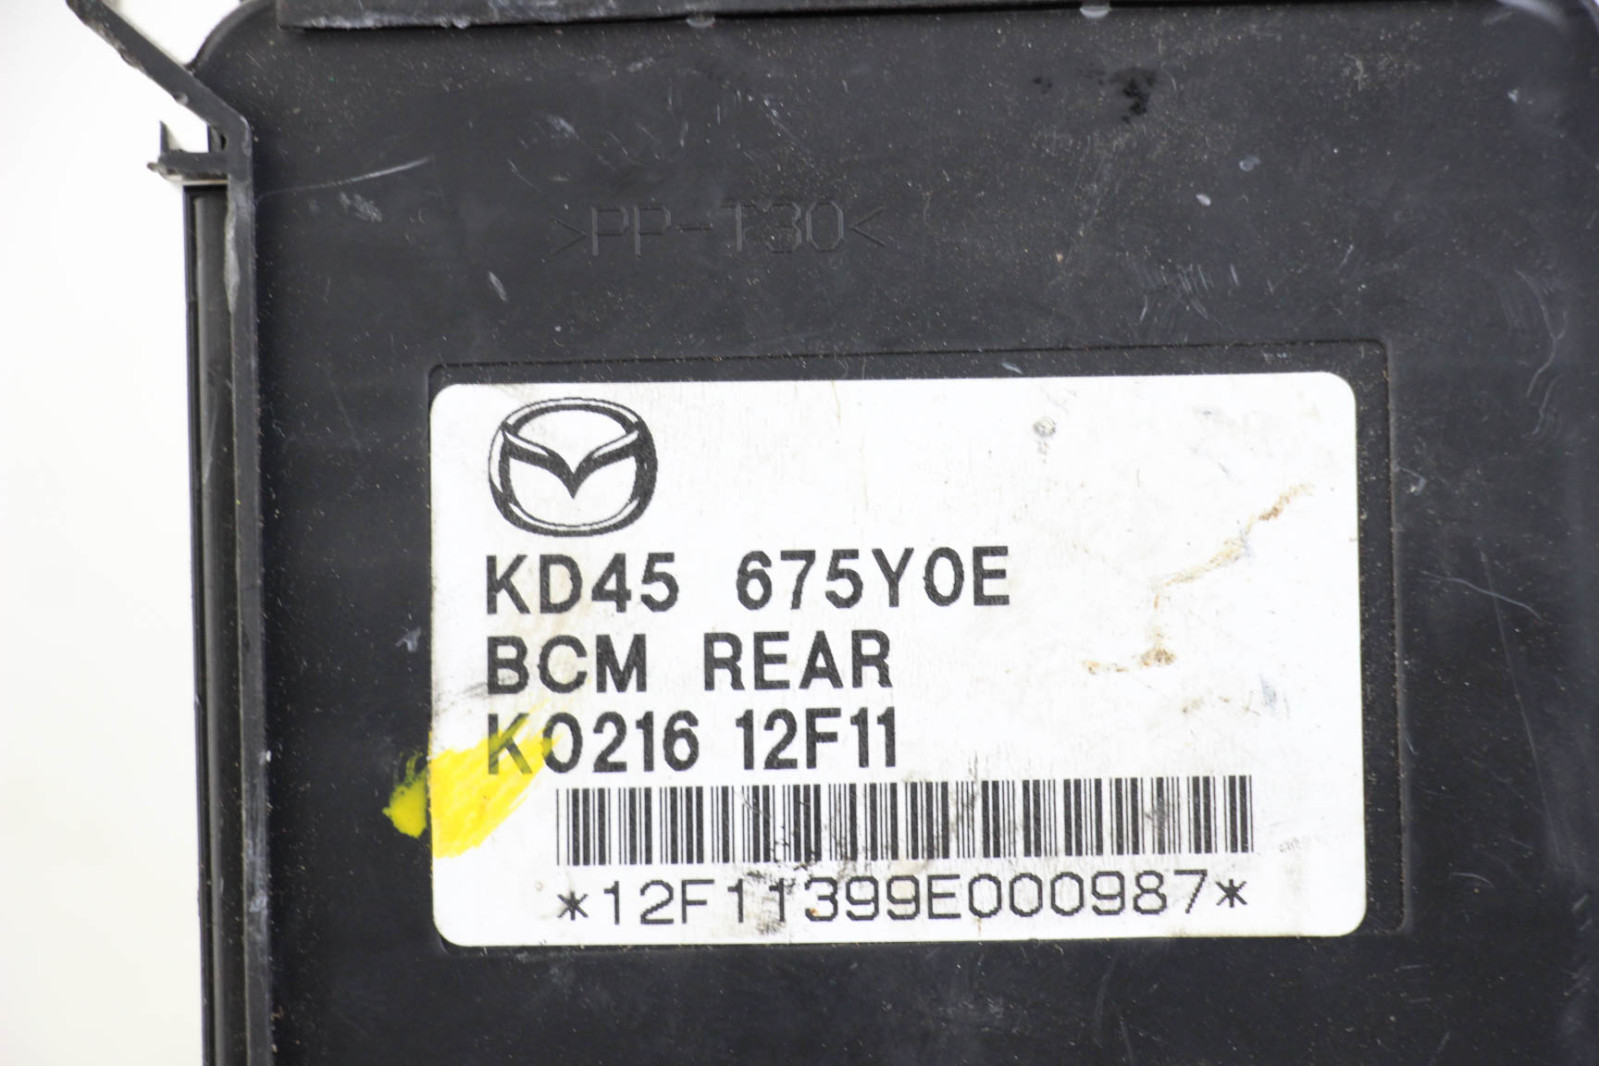 >PP-T30<
KD45 675Y0E
BCM REAR
K0216 12F11
*12F11399E000987*